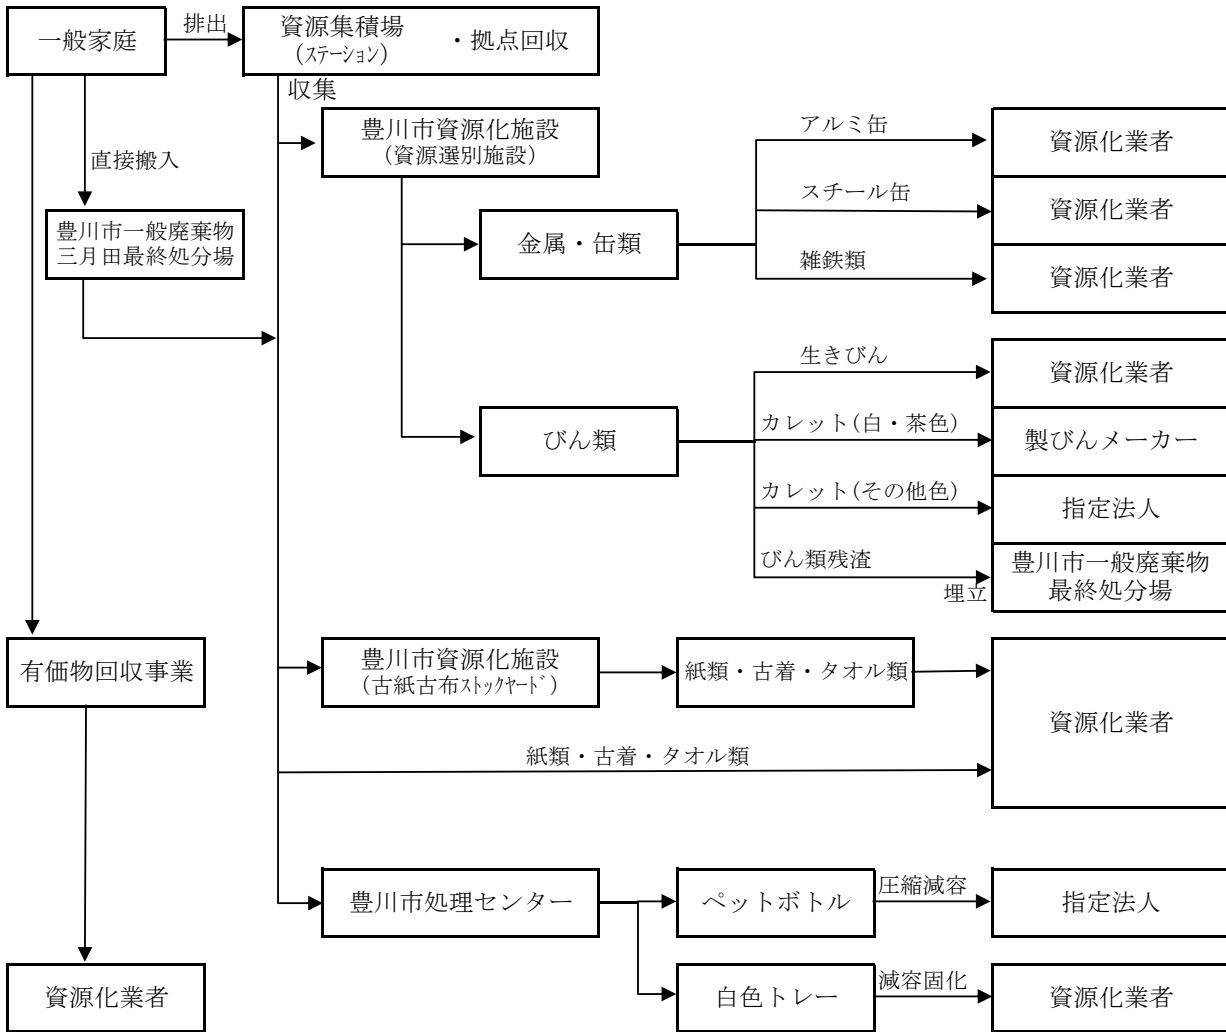 一般家庭
排出
資源集積場　・拠点回収
(ｽﾃｰｼｮﾝ)
収集
直接搬入
豊川市一般廃棄物
三月田最終処分場
豊川市資源化施設
(資源選別施設)
金属・缶類
アルミ缶
資源化業者
スチール缶
資源化業者
雑鉄類
資源化業者
びん類
生きびん
資源化業者
カレット(白・茶色)
製びんメーカー
カレット(その他色)
指定法人
びん類残渣
埋立
豊川市一般廃棄物
最終処分場
有価物回収事業
豊川市資源化施設
(古紙古布ｽﾄｯｸﾔｰﾄﾞ)
紙類・古着・タオル類
資源化業者
紙類・古着・タオル類
豊川市処理センター
ペットボトル
圧縮減容
指定法人
資源化業者
白色トレー
減容固化
資源化業者